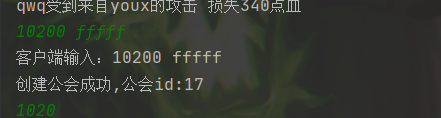 qwq受到来自youx的攻击 损失340点血
10200 fffff
客户端输入：10200 fffff
创建公会成功,公会id:17
1020